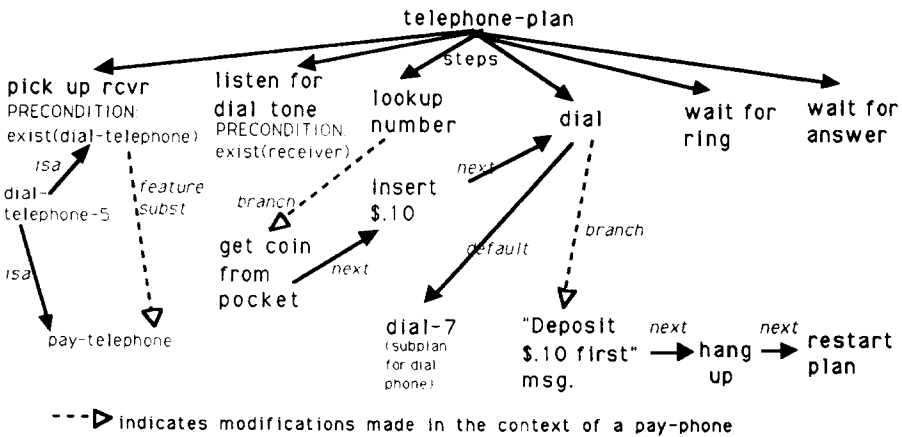 telephone-plan
steps
pick up rcvr
PRECONDITION:
exist(dial-telephone)
listen for
dial tone
PRECONDITION:
exist(receiver)
lookup
number
dial
wait for
ring
wait for
answer
isa
dial-
telephone-5
feature
subst
isa
pay-telephone
branch
get coin
from
pocket
next
Insert
$.10
next
default
branch
dial-7
(subplan
for dial
phone)
"Deposit
$.10 first"
msg.
next
hang
up
next
restart
plan
indicates modifications made in the context of a pay-phone